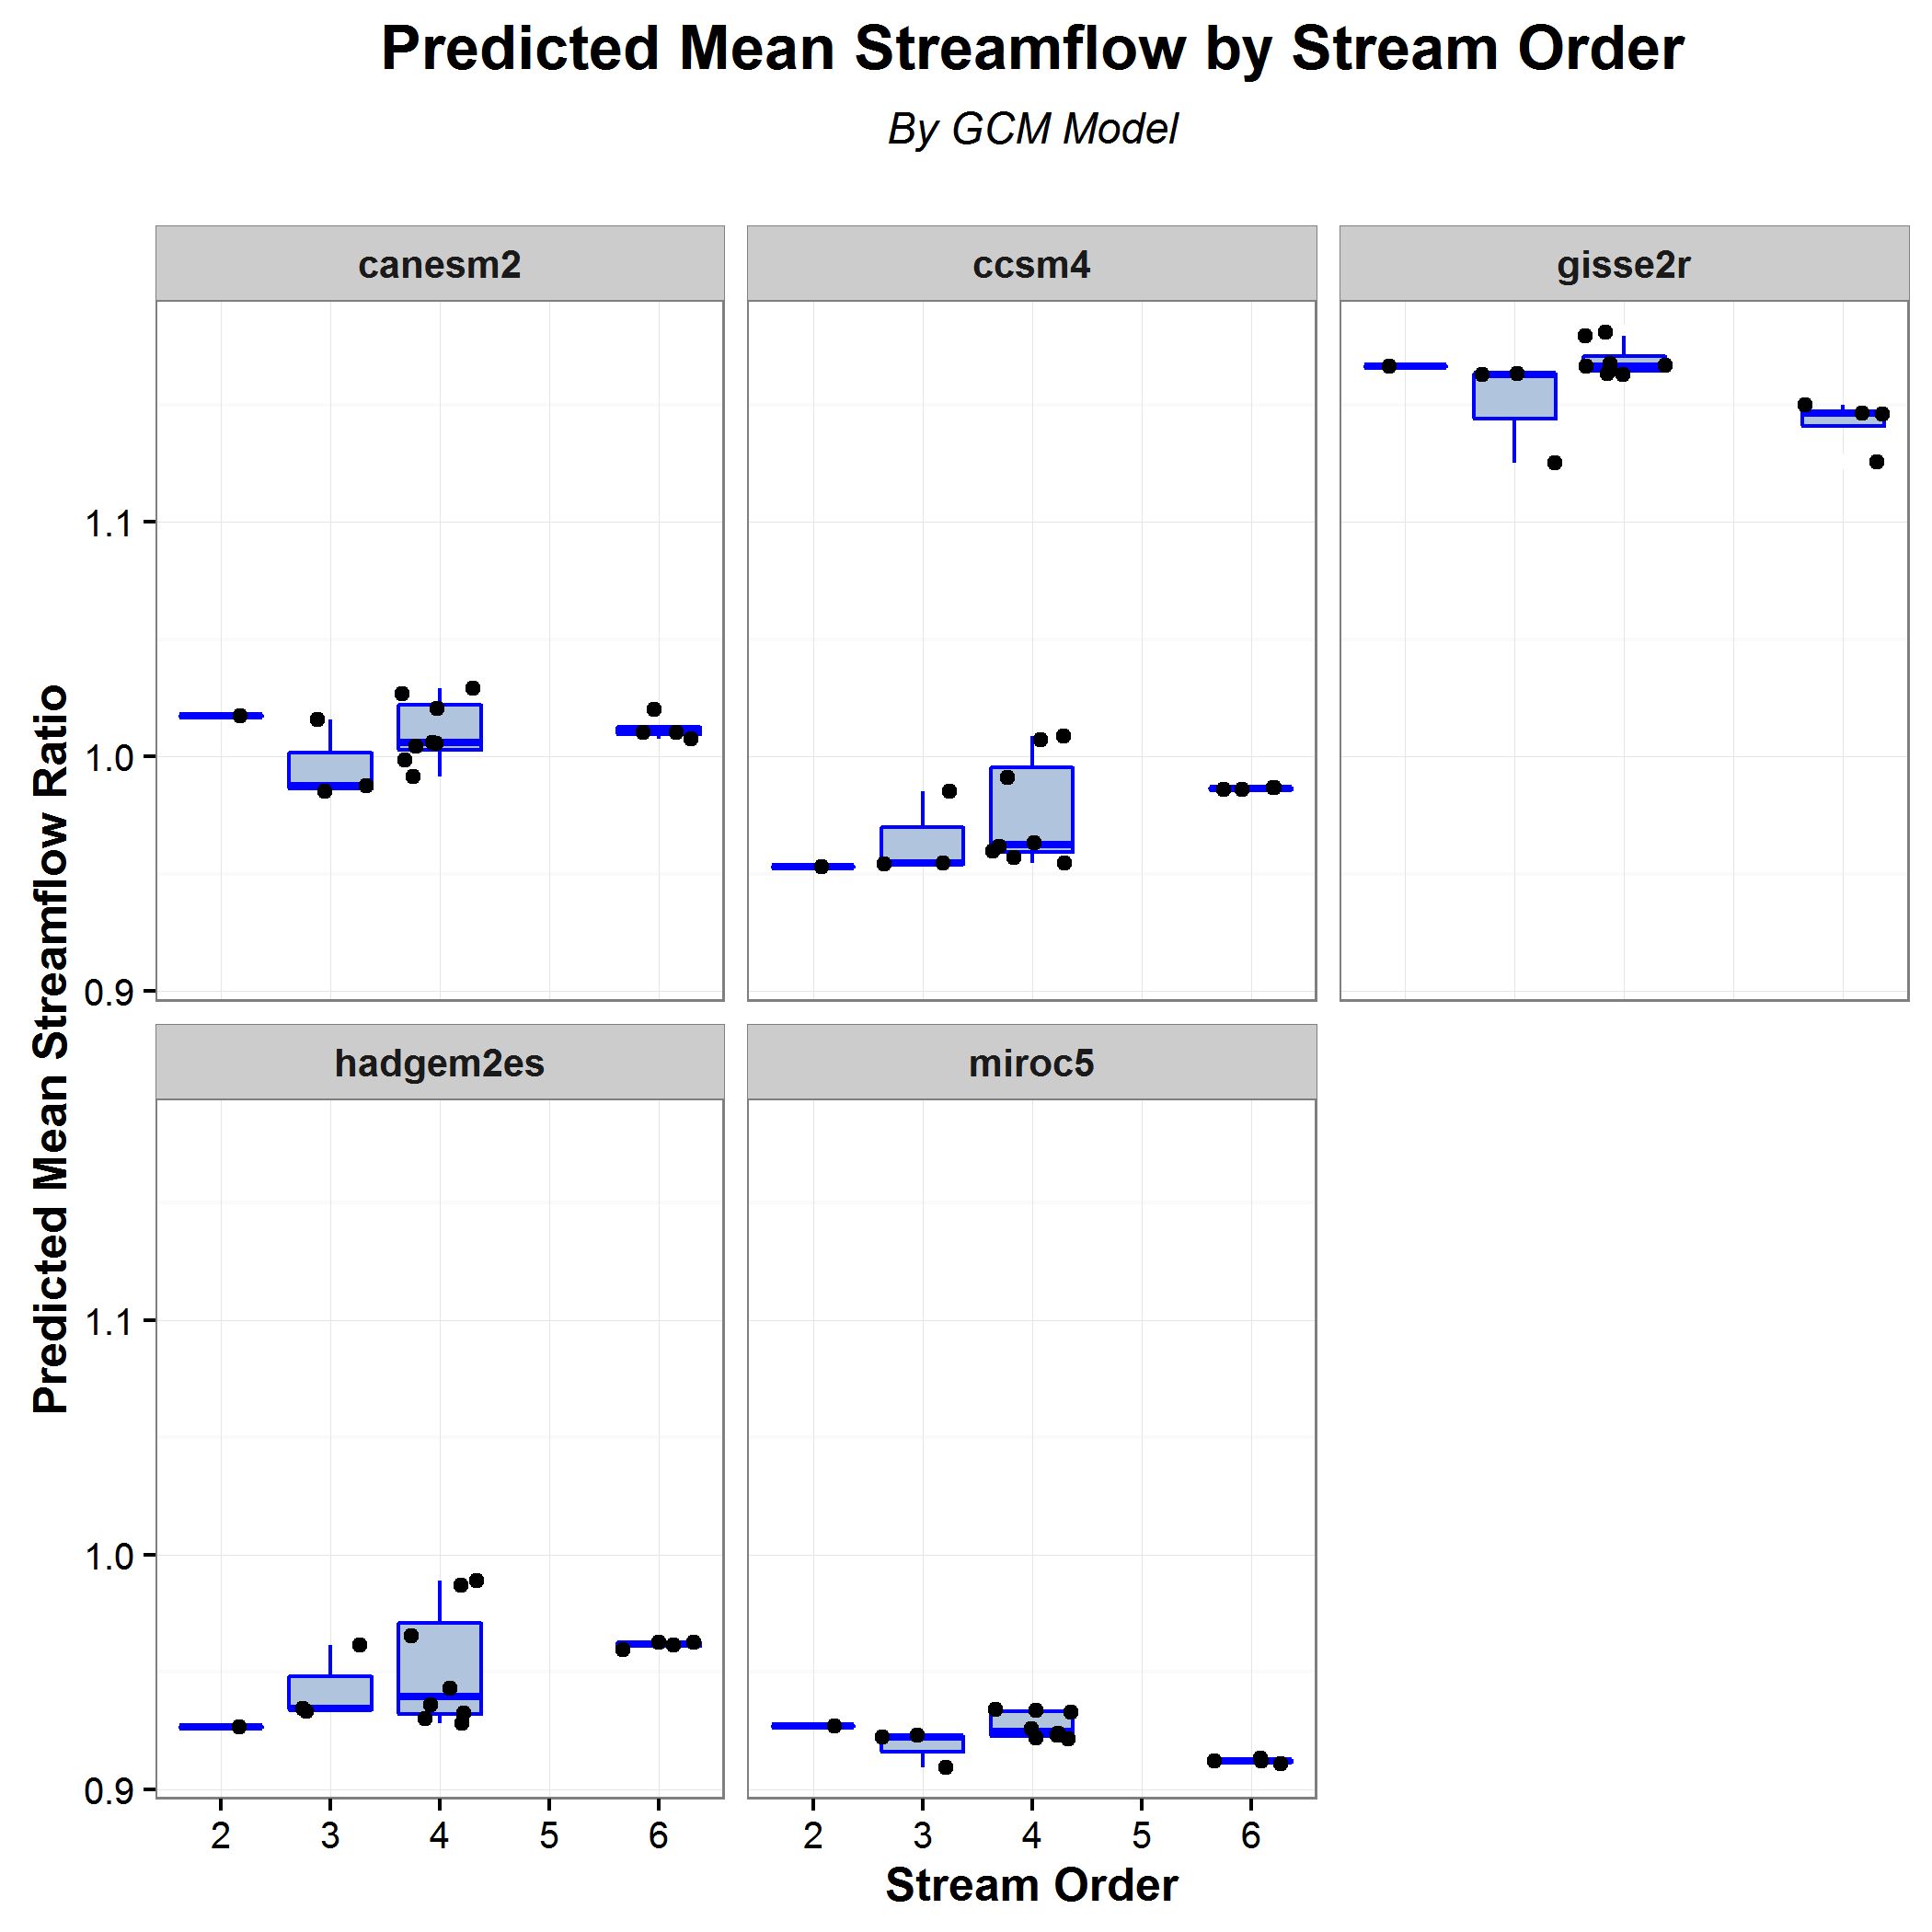 Predicted Mean Streamflow by Stream Order
By GCM Model
canesm2
ccsm4
gisse2r
1.1
1.0
0.9
Predicted Mean Streamflow Ratio
hadgem2es
miroc5
1.1
1.0
0.9
2 3 4 5 6
2 3 4 5 6
Stream Order